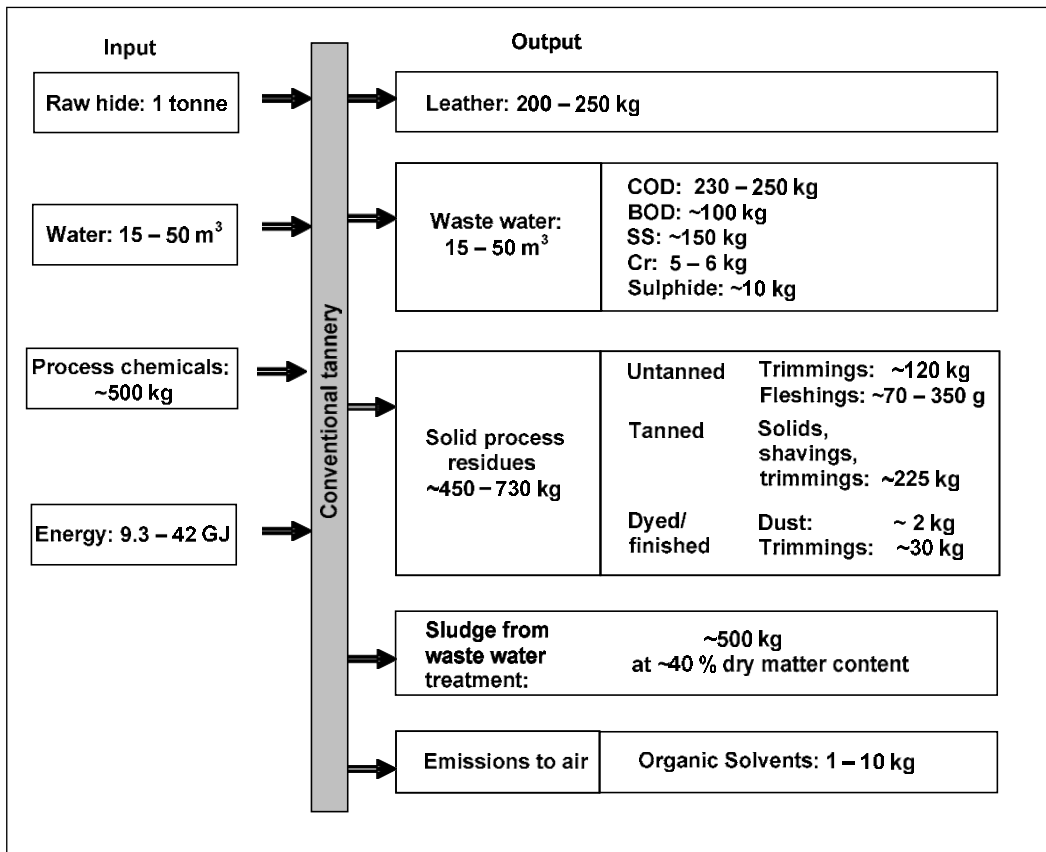 Input
Output
Raw hide: 1 tonne
Leather: 200 – 250 kg
Water: 15 – 50 m³
Waste water:
15 – 50 m³
COD: 230 – 250 kg
BOD: ~100 kg
SS: ~150 kg
Cr: 5 – 6 kg
Sulphide: ~10 kg
Process chemicals:
~500 kg
Conventional tannery
Solid process
residues
~450 – 730 kg
Untanned Trimmings: ~120 kg
Fleshings: ~70 – 350 g
Tanned Solids,
shavings,
trimmings: ~225 kg
Dyed/ Dust: ~ 2 kg
finished Trimmings: ~30 kg
Energy: 9.3 – 42 GJ
Sludge from
waste water
treatment:
~500 kg
at ~40 % dry matter content
Emissions to air
Organic Solvents: 1 – 10 kg